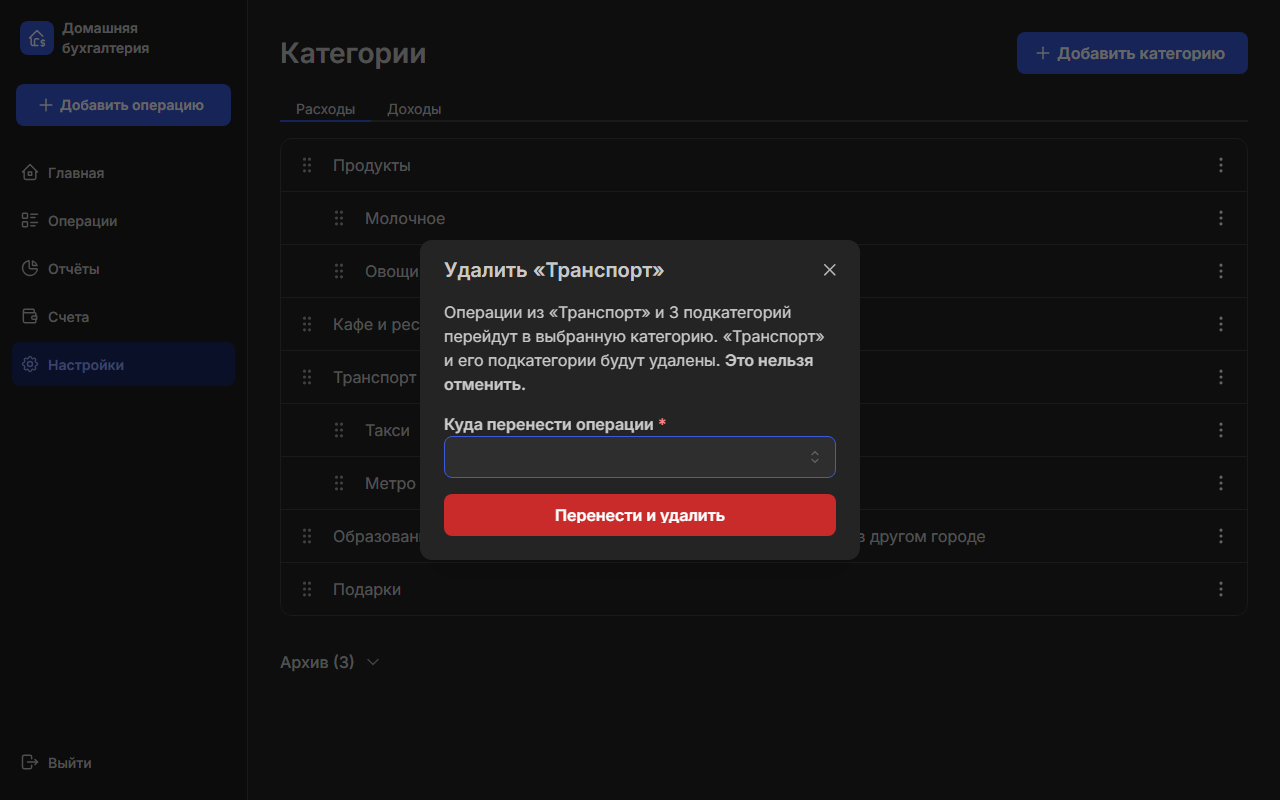 Домашняя
бухгалтерия
Добавить операцию
Главная
Операции
Отчёты
Счета
Настройки
Выйти
Категории
Добавить категорию
Расходы Доходы
Продукты
Молочное
Овощи
Кафе и рес
Транспорт
Такси
Метро
в другом городе
Подарки
Архив (3)
Удалить «Транспорт»
Операции из «Транспорт» и 3 подкатегорий
перейдут в выбранную категорию. «Транспорт»
и его подкатегории будут удалены. Это нельзя
отменить.
Куда перенести операции *
Перенести и удалить